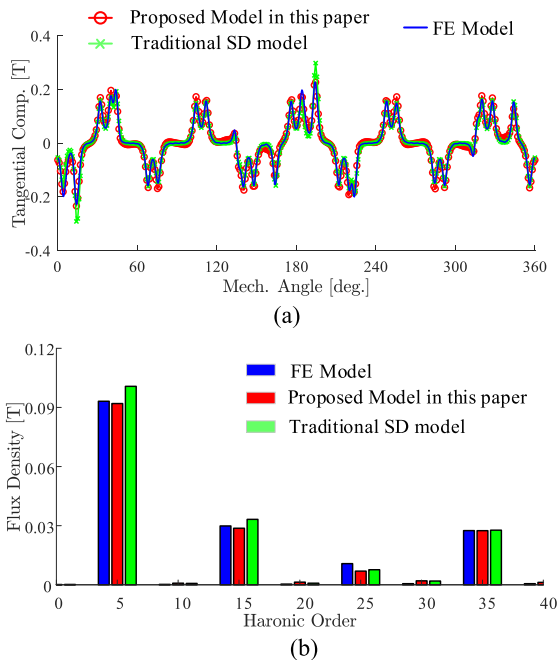 Proposed Model in this paper
Traditional SD model
FE Model
Tangential Comp. [T]
0.4
0.2
0
-0.2
-0.4
0 60 120 180 240 300 360
Mech. Angle [deg.]
(a)
Flux Density [T]
0.12
0.09
0.06
0.03
0
FE Model
Proposed Model in this paper
Traditional SD model
0 5 10 15 20 25 30 35 40
Haronic Order
(b)